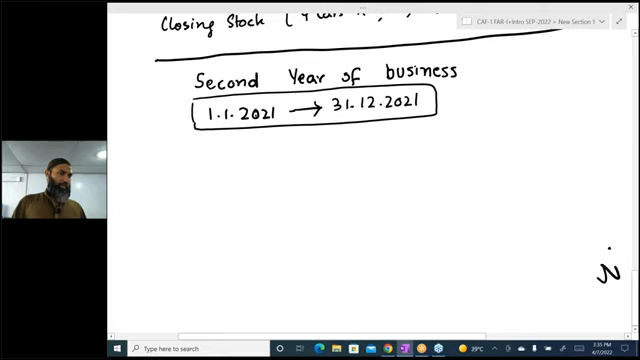 CAF-1 FAR-I+Intro SEP-2022 » New Section 1
Closing Stock (
Second Year of business
1.1.2021 → 31.12.2021
N
Type here to search
39°C
3:35 PM
4/7/2022